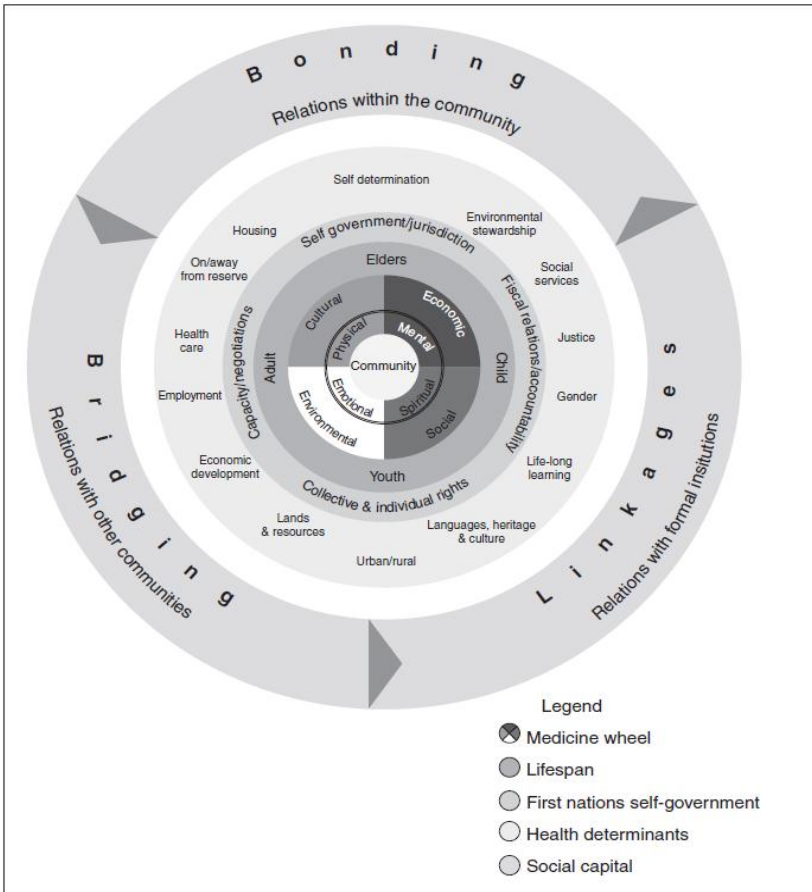 Bonding
Relations within the community
Self determination
Housing
Environmental
stewardship
Self government/jurisdiction
On/away
from reserve
Elders
Social
services
Cultural
Economic
Fiscal relations/accountability
Physical
Mental
Health
care
Justice
Capacity/negotiations
Adult
Community
Child
Employment
Gender
Emotional
Spiritual
Environmental
Social
Economic
development
Life-long
learning
Youth
Collective & individual rights
Lands
& resources
Languages, heritage
& culture
Urban/rural
Bridging
Relations with other communities
Linkages
Relations with formal insitutions
Legend
Medicine wheel
Lifespan
First nations self-government
Health determinants
Social capital